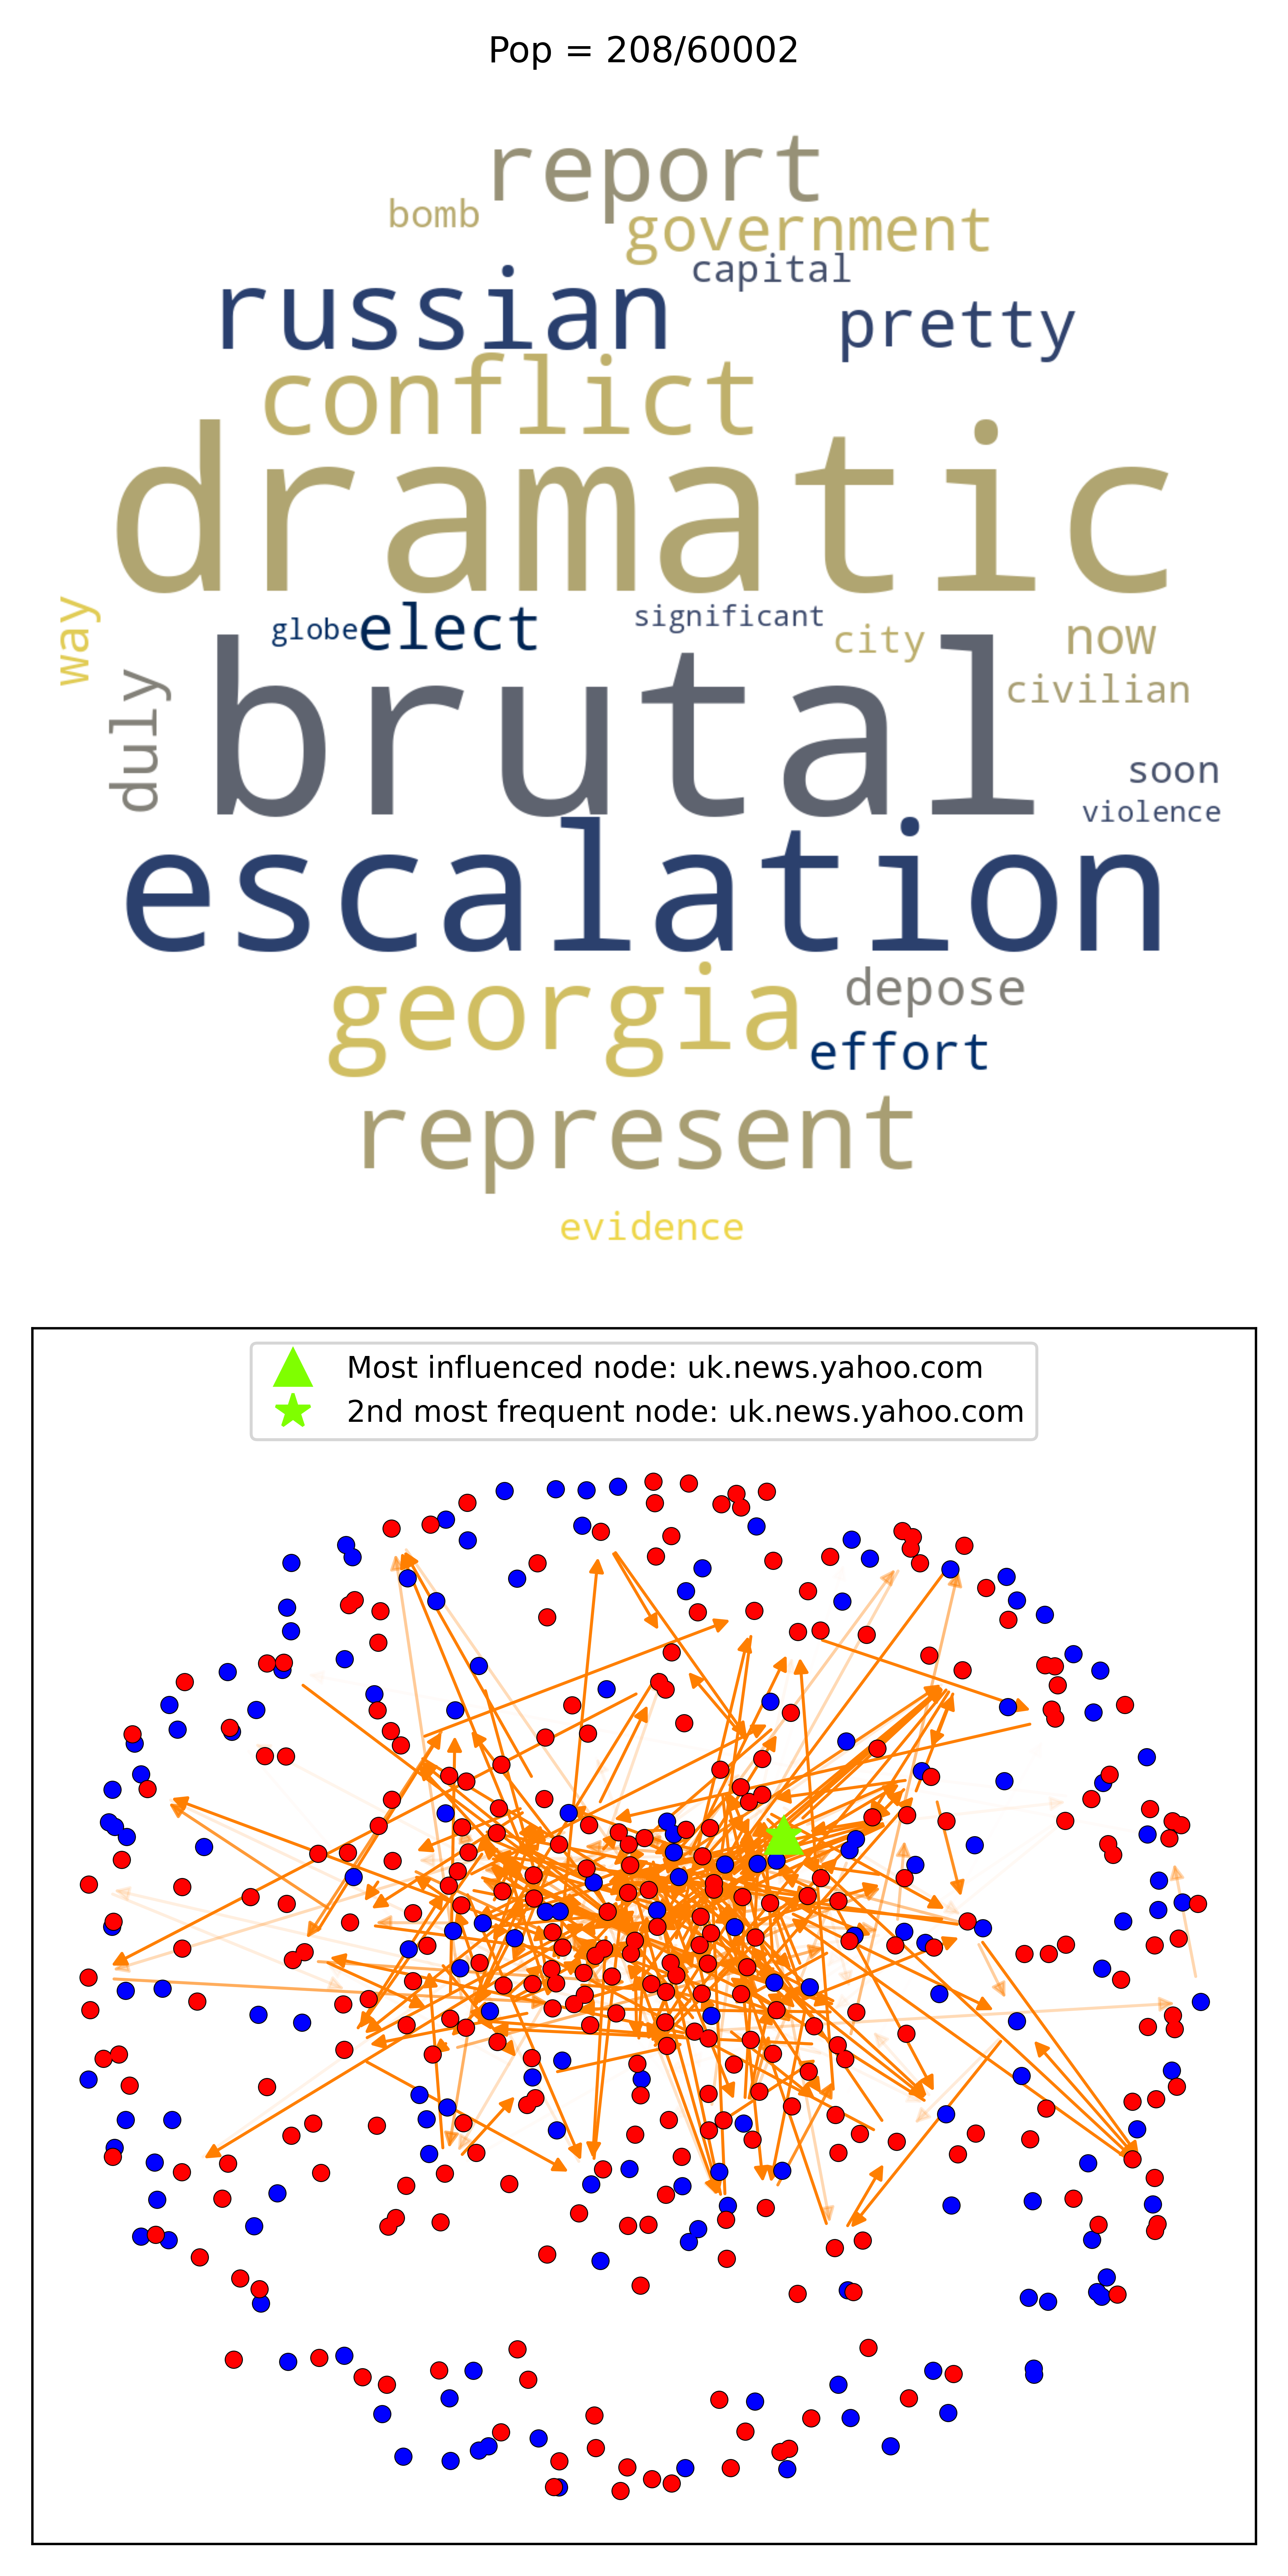 Pop = 208/60002
report
bomb
government
capital
russian
pretty
conflict
dramatic
way
globe
elect
significant
city
now
duly
brutal
civilian
soon
violence
escalation
georgia
depose
effort
represent
evidence
Most influenced node: uk.news.yahoo.com
2nd most frequent node: uk.news.yahoo.com